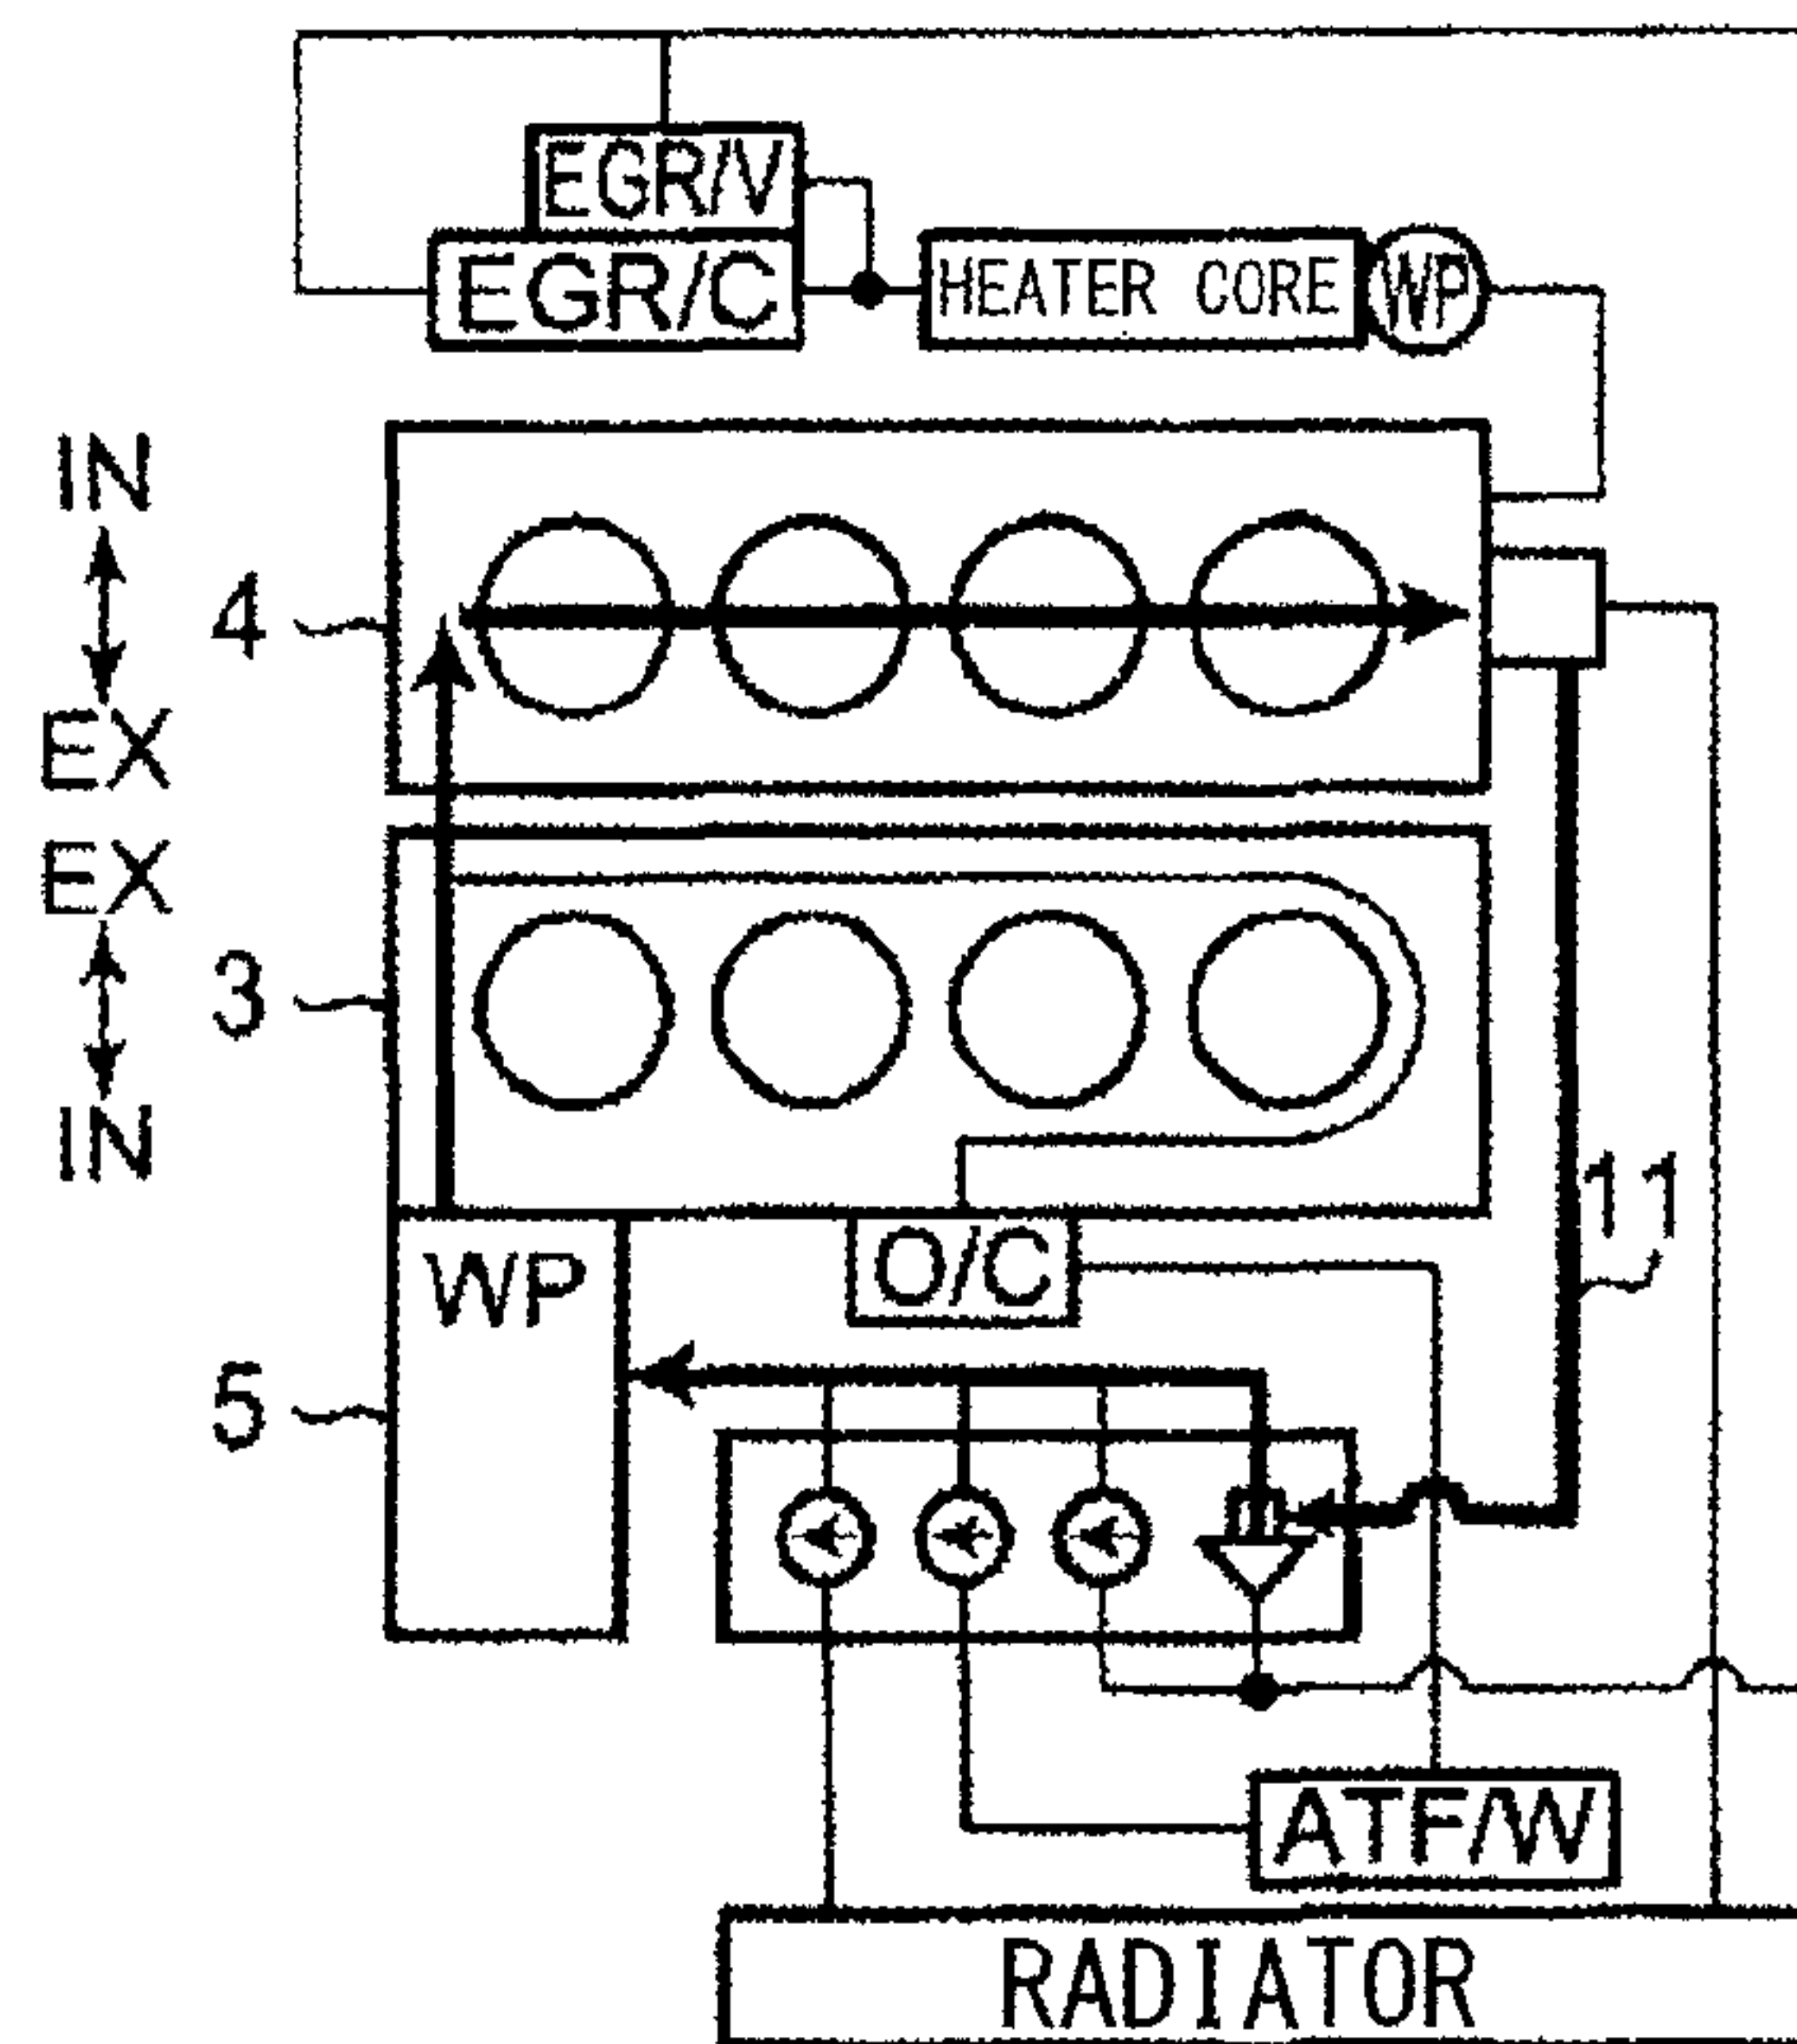 EGR/V
EGR/C
HEATER CORE
WP
IN
4
EX
EX
3
IN
11
WP
O/C
5
ATF/W
RADIATOR